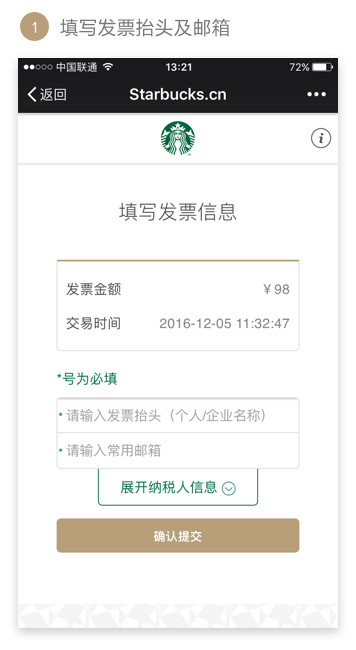 1 填写发票抬头及邮箱
中国联通 13:21 72%
返回 Starbucks.cn
填写发票信息
发票金额 ￥98
交易时间 2016-12-05 11:32:47
*号为必填
* 请输入发票抬头（个人/企业名称）
* 请输入常用邮箱
展开纳税人信息
确认提交